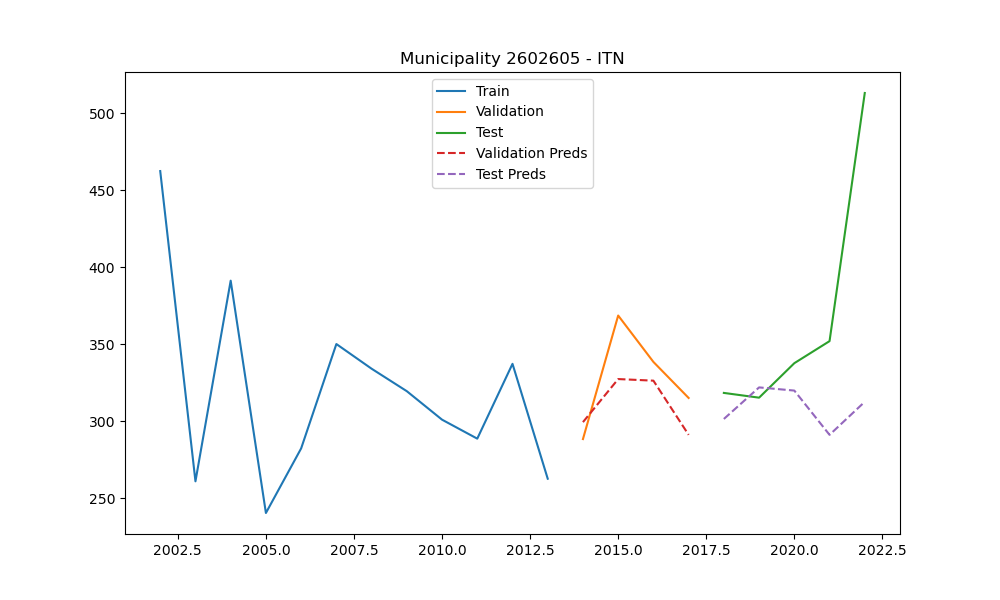 Municipality 2602605 - ITN
Train
Validation
Test
Validation Preds
Test Preds
500
450
400
350
300
250
2002.5 2005.0 2007.5 2010.0 2012.5 2015.0 2017.5 2020.0 2022.5